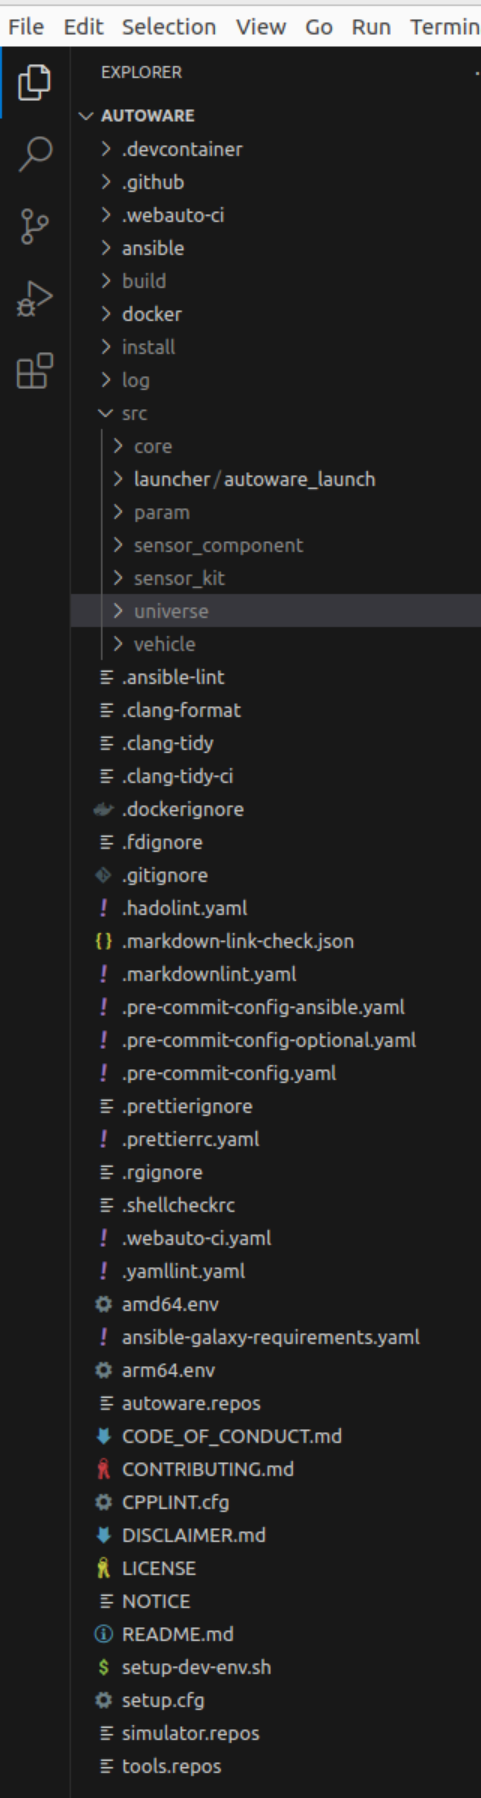 File Edit Selection View Go Run Termin
EXPLORER
AUTOWARE
.devcontainer
.github
.webauto-ci
ansible
build
docker
install
log
src
core
launcher/autoware_launch
param
sensor_component
sensor_kit
universe
vehicle
.ansible-lint
.clang-format
.clang-tidy
.clang-tidy-ci
.dockerignore
.fdignore
.gitignore
.hadolint.yaml
.markdown-link-check.json
.markdownlint.yaml
.pre-commit-config-ansible.yaml
.pre-commit-config-optional.yaml
.pre-commit-config.yaml
.prettierignore
.prettierrc.yaml
.rgignore
.shellcheckrc
.webauto-ci.yaml
.yamllint.yaml
amd64.env
ansible-galaxy-requirements.yaml
arm64.env
autoware.repos
CODE_OF_CONDUCT.md
CONTRIBUTING.md
CPPLINT.cfg
DISCLAIMER.md
LICENSE
NOTICE
README.md
setup-dev-env.sh
setup.cfg
simulator.repos
tools.repos